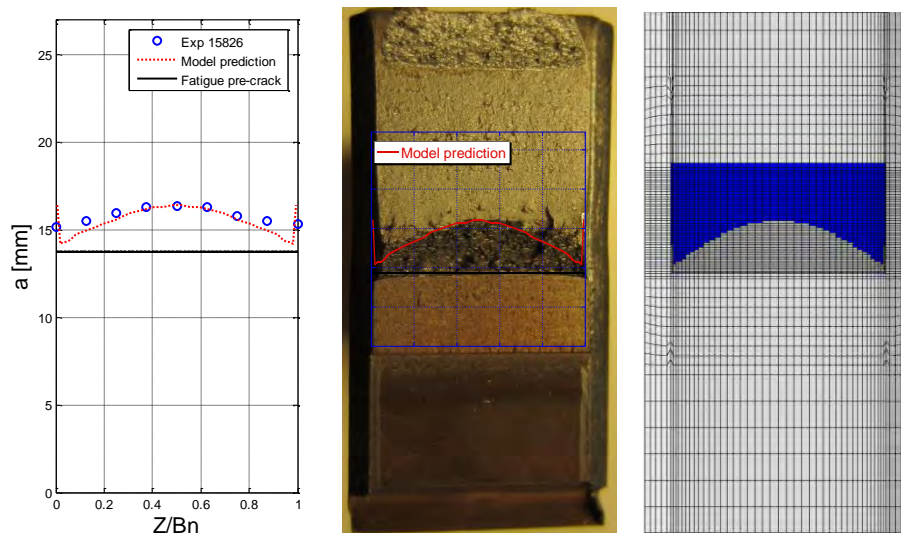 Exp 15826
Model prediction
Fatigue pre-crack
25
20
15
10
5
0
a [mm]
0
0.2
0.4
0.6
0.8
1
Z/Bn
Model prediction